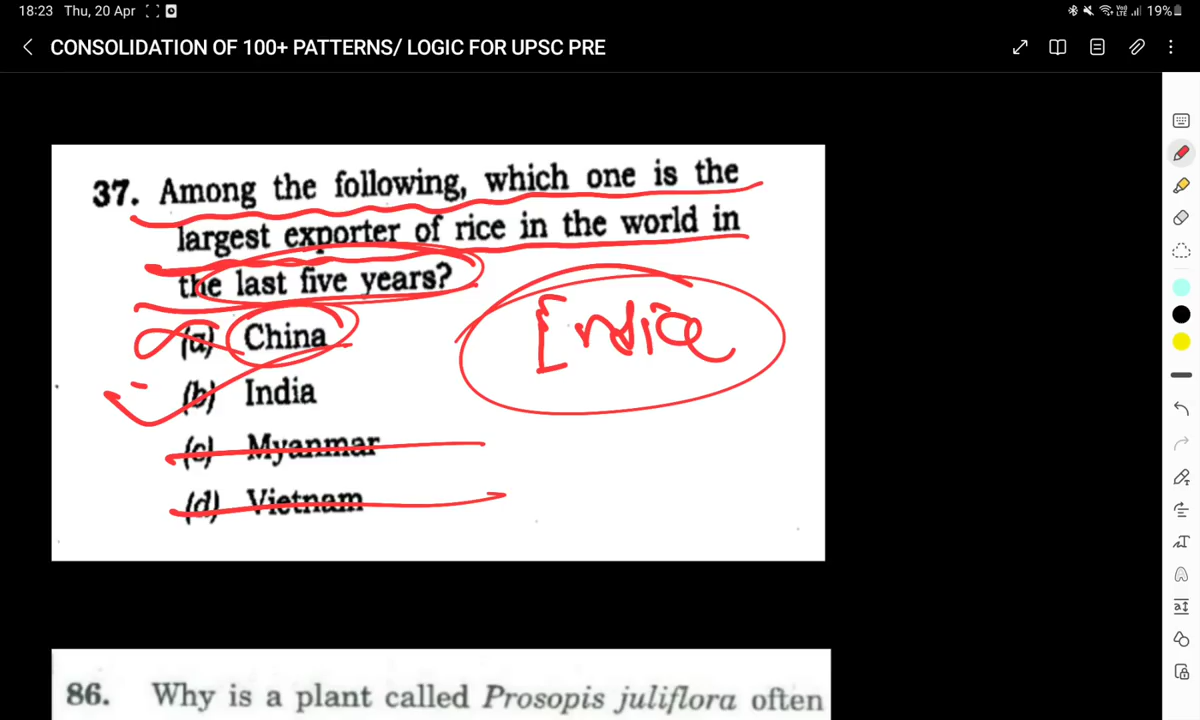 18:23 Thu, 20 Apr 19%
CONSOLIDATION OF 100+ PATTERNS/ LOGIC FOR UPSC PRE
37. Among the following, which one is the
largest exporter of rice in the world in
the last five years?
(a) China
(b) India
(c) Myanmar
(d) Vietnam
India
86. Why is a plant called Prosopis juliflora often